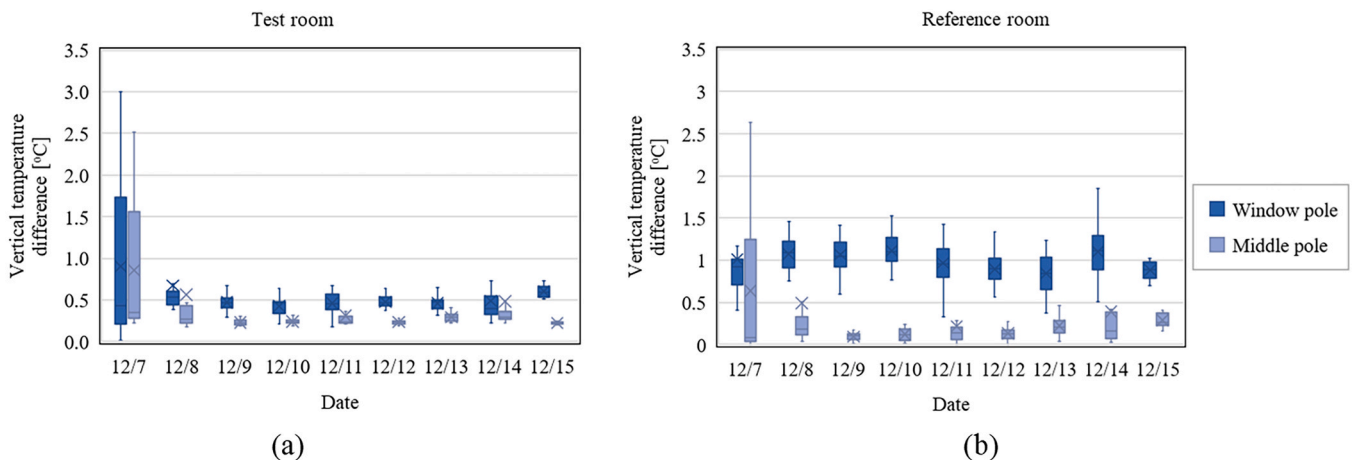 Test room
Vertical temperature
difference [°C]
3.5
3.0
2.5
2.0
1.5
1.0
0.5
0.0
12/7 12/8 12/9 12/10 12/11 12/12 12/13 12/14 12/15
Date
(a)
Reference room
Vertical temperature
difference [°C]
3.5
3
2.5
2
1.5
1
0.5
0
12/7 12/8 12/9 12/10 12/11 12/12 12/13 12/14 12/15
Date
(b)
Window pole
Middle pole